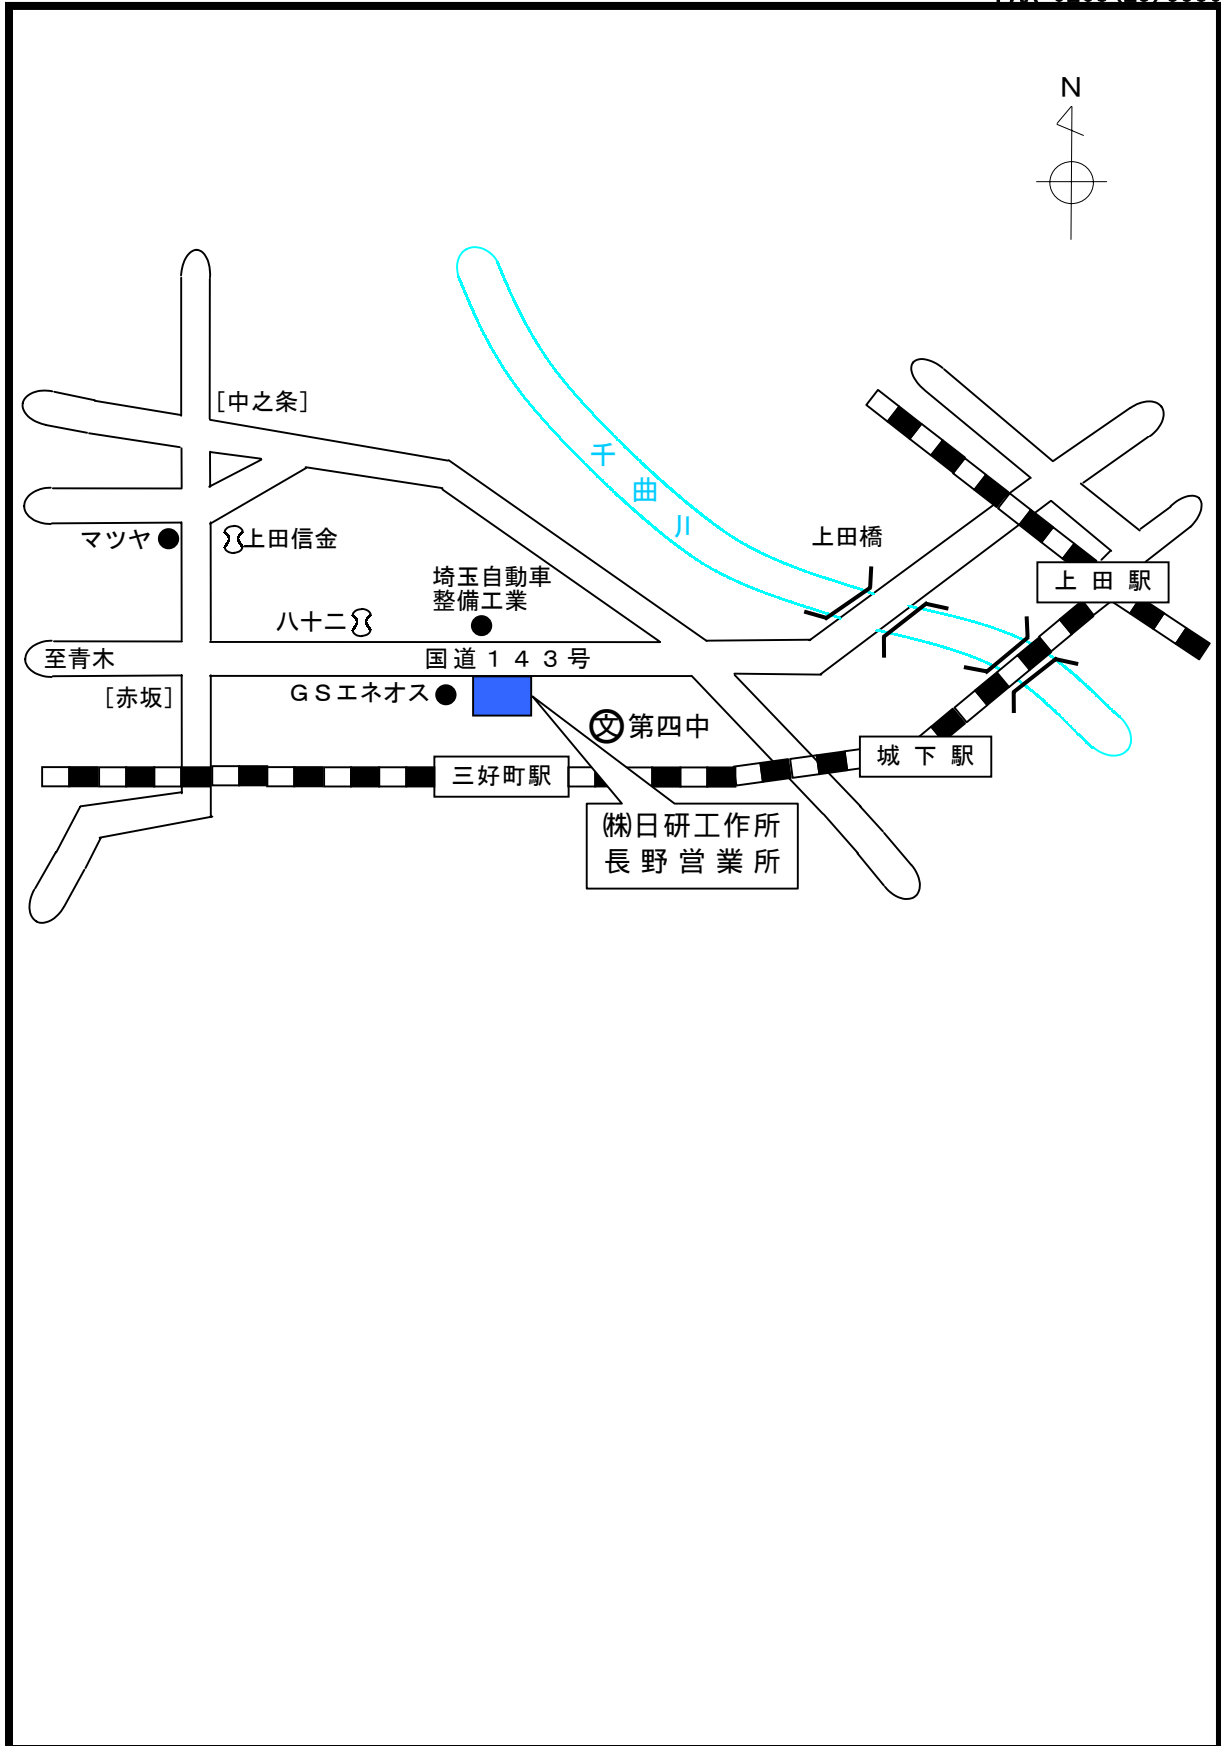 N
[中之条]
千
曲
川
マツヤ
上田信金
上田橋
埼玉自動車
整備工業
上田駅
八十二
至青木
国道１４３号
[赤坂]
ＧＳエネオス
文第四中
三好町駅
城下駅
㈱日研工作所
長野営業所